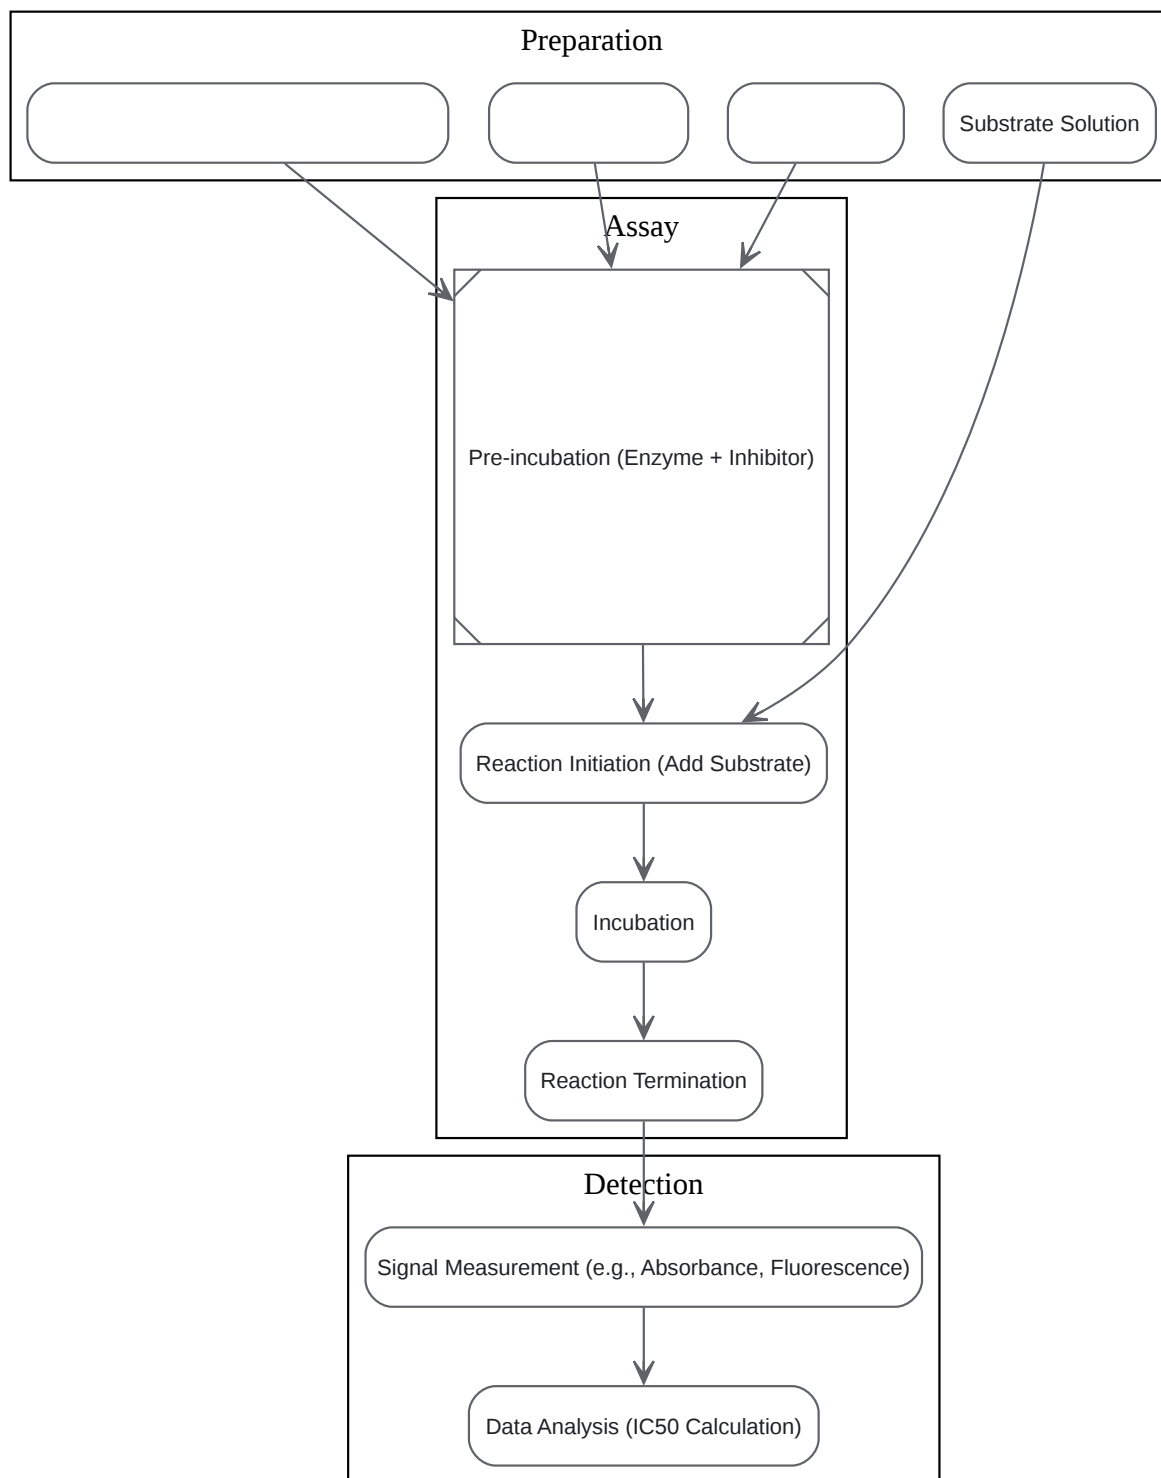 Preparation
Substrate Solution
Assay
Pre-incubation (Enzyme + Inhibitor)
Reaction Initiation (Add Substrate)
Incubation
Reaction Termination
Detection
Signal Measurement (e.g., Absorbance, Fluorescence)
Data Analysis (IC50 Calculation)